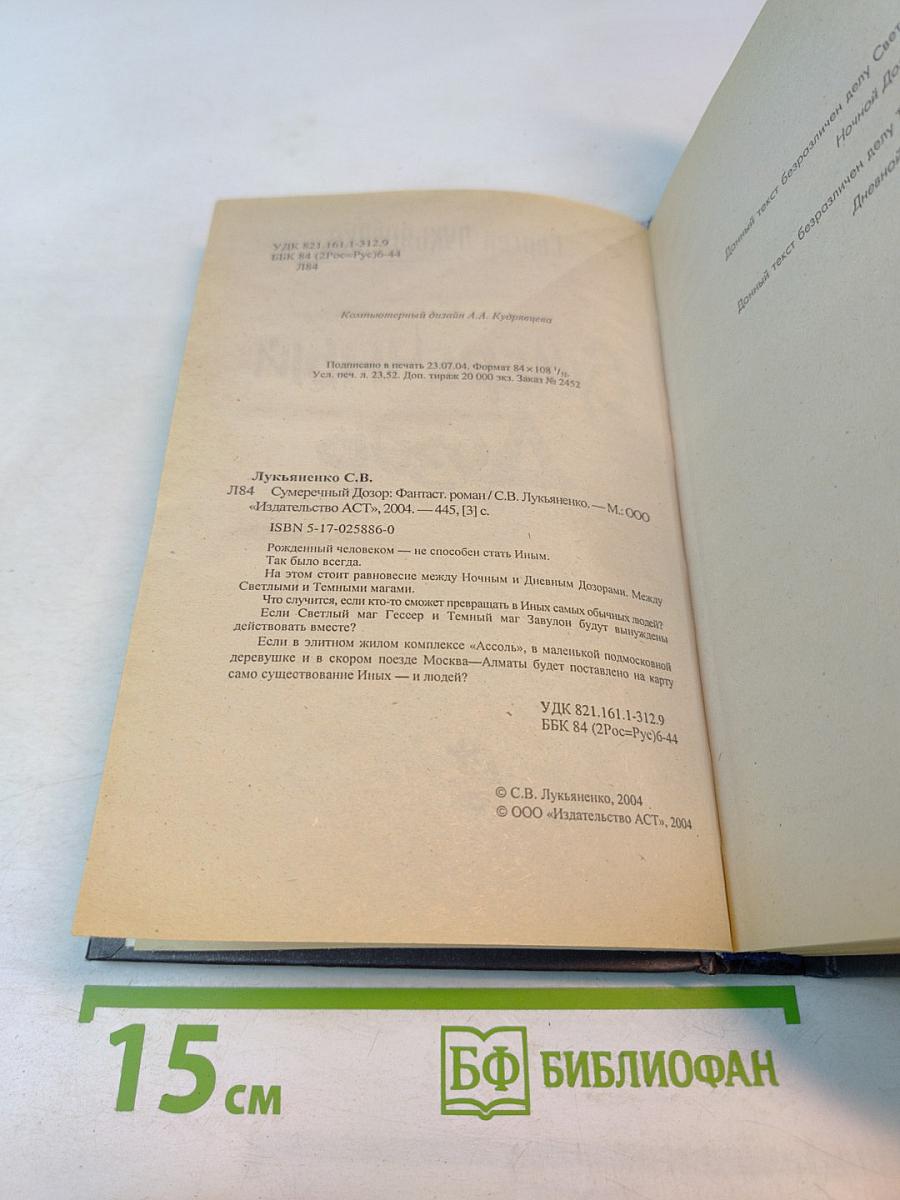 УДК 821.161.1-312.9
ББК 84 (2Рос=Рус)6-44
Л84
Компьютерный дизайн А.А. Кудрявцева
Подписано в печать 23.07.04. Формат 84×108 1/32.
Усл. печ. л. 23,52. Доп. тираж 20 000 экз. Заказ № 2452
Лукьяненко С.В.
Л84 Сумеречный Дозор: Фантаст. роман / С.В. Лукьяненко. — М.: ООО
«Издательство АСТ», 2004. — 445, [3] с.
ISBN 5-17-025886-0
Рожденный человеком — не способен стать Иным.
Так было всегда.
На этом стоит равновесие между Ночным и Дневным Дозорами. Между
Светлыми и Темными магами.
Что случится, если кто-то сможет превращать в Иных самых обычных людей?
Если Светлый маг Гессер и Темный маг Завулон будут вынуждены
действовать вместе?
Если в элитном жилом комплексе «Ассоль», в маленькой подмосковной
деревушке и в скором поезде Москва—Алматы будет поставлено на карту
само существование Иных — и людей?
УДК 821.161.1-312.9
ББК 84 (2Рос=Рус)6-44
© С.В. Лукьяненко, 2004
© ООО «Издательство АСТ», 2004
Данный текст безразличен делу Свет
Ночной До
Данный текст безразличен делу
Дневной
15 см
БФ БИБЛИОФАН